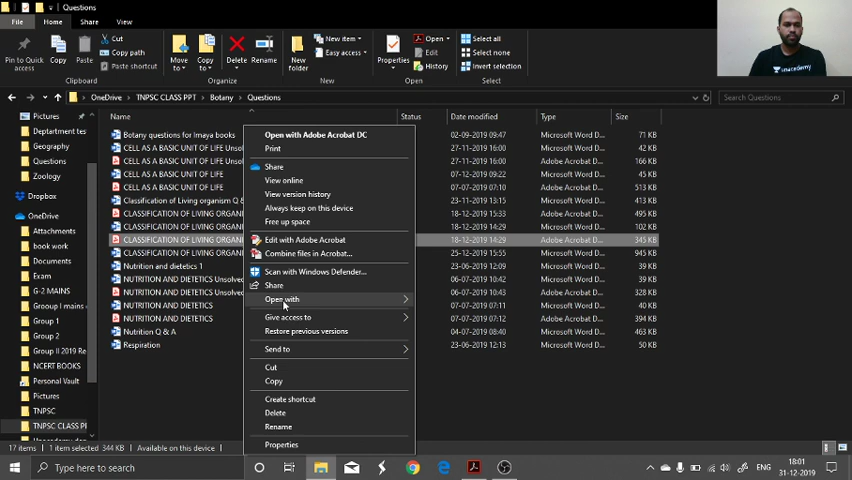 Questions
File
Home
Share
View
Pin to Quick access
Copy
Paste
Cut
Copy path
Paste shortcut
Clipboard
Move to
Copy to
Delete
Rename
Organize
New folder
New item
Easy access
New
Properties
Open
Edit
History
Open
Select all
Select none
Invert selection
Select
unacademy
OneDrive
TNPSC CLASS PPT
Botany
Questions
Search Questions
Name
Status
Date modified
Type
Size
Pictures
Deptartment test
Geography
Questions
Zoology
Dropbox
OneDrive
Attachments
book work
Documents
Exam
G-2 MAINS
Grooup I mains
Group 1
Group 2
Group II 2019 Re
NCERT BOOKS
Personal Vault
Pictures
TNPSC
TNPSC CLASS PP
Botany questions for Imaya books
02-09-2019 09:47
Microsoft Word D...
71 KB
CELL AS A BASIC UNIT OF LIFE Unso
27-11-2019 16:00
Microsoft Word D...
42 KB
CELL AS A BASIC UNIT OF LIFE Unso
27-11-2019 16:00
Adobe Acrobat D...
166 KB
CELL AS A BASIC UNIT OF LIFE
07-12-2019 09:22
Microsoft Word D...
45 KB
CELL AS A BASIC UNIT OF LIFE
07-07-2019 07:10
Adobe Acrobat D...
513 KB
Classification of Living organism Q &
23-11-2019 13:15
Microsoft Word D...
413 KB
CLASSIFICATION OF LIVING ORGANI
18-12-2019 15:33
Adobe Acrobat D...
495 KB
CLASSIFICATION OF LIVING ORGANI
18-12-2019 14:29
Microsoft Word D...
102 KB
CLASSIFICATION OF LIVING ORGANI
18-12-2019 14:29
Adobe Acrobat D...
345 KB
CLASSIFICATION OF LIVING ORGANI
25-12-2019 15:55
Microsoft Word D...
945 KB
Nutrition and dietetics 1
23-06-2019 12:09
Microsoft Word D...
39 KB
NUTRITION AND DIETETICS Unsolved
06-07-2019 10:42
Microsoft Word D...
39 KB
NUTRITION AND DIETETICS Unsolved
06-07-2019 10:43
Adobe Acrobat D...
328 KB
NUTRITION AND DIETETICS
07-07-2019 07:11
Microsoft Word D...
40 KB
NUTRITION AND DIETETICS
07-07-2019 07:12
Adobe Acrobat D...
394 KB
Nutrition Q & A
04-07-2019 08:40
Microsoft Word D...
63 KB
Respiration
23-06-2019 12:13
Microsoft Word D...
50 KB
Open with Adobe Acrobat DC
Print
Share
View online
View version history
Always keep on this device
Free up space
Edit with Adobe Acrobat
Combine files in Acrobat...
Scan with Windows Defender...
Share
Open with
Give access to
Restore previous versions
Send to
Cut
Copy
Create shortcut
Delete
Rename
Properties
17 items
1 item selected 344 KB
Available on this device
Type here to search
ENG
18:01
31-12-2019